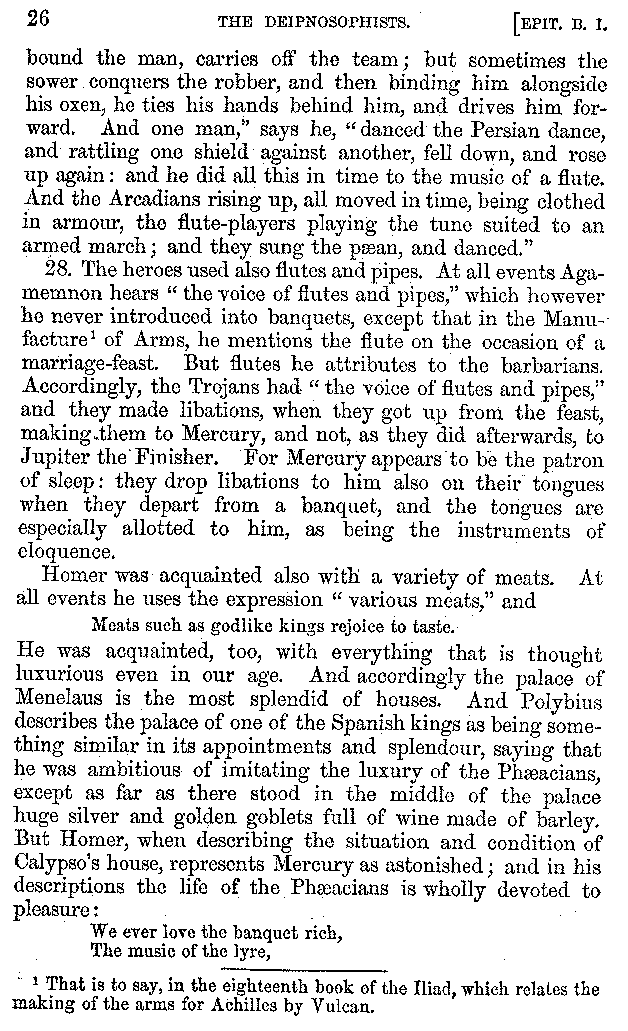 26 THE DEIPNOSOPHISTS. [EPIT. B. I.
bound the man, carries off the team; but sometimes the
sower conquers the robber, and then binding him alongside
his oxen, he ties his hands behind him, and drives him for-
ward. And one man,” says he, “danced the Persian dance,
and rattling one shield against another, fell down, and rose
up again: and he did all this in time to the music of a flute.
And the Arcadians rising up, all moved in time, being clothed
in armour, the flute-players playing the tune suited to an
armed march; and they sung the pæan, and danced.”
28. The heroes used also flutes and pipes. At all events Aga-
memnon hears “the voice of flutes and pipes,” which however
he never introduced into banquets, except that in the Manu-
facture¹ of Arms, he mentions the flute on the occasion of a
marriage-feast. But flutes he attributes to the barbarians.
Accordingly, the Trojans had “the voice of flutes and pipes,”
and they made libations, when they got up from the feast,
making them to Mercury, and not, as they did afterwards, to
Jupiter the Finisher. For Mercury appears to be the patron
of sleep: they drop libations to him also on their tongues
when they depart from a banquet, and the tongues are
especially allotted to him, as being the instruments of
eloquence.
Homer was acquainted also with a variety of meats. At
all events he uses the expression “various meats,” and
Meats such as godlike kings rejoice to taste.
He was acquainted, too, with everything that is thought
luxurious even in our age. And accordingly the palace of
Menelaus is the most splendid of houses. And Polybius
describes the palace of one of the Spanish kings as being some-
thing similar in its appointments and splendour, saying that
he was ambitious of imitating the luxury of the Phæacians,
except as far as there stood in the middle of the palace
huge silver and golden goblets full of wine made of barley.
But Homer, when describing the situation and condition of
Calypso's house, represents Mercury as astonished; and in his
descriptions the life of the Phæacians is wholly devoted to
pleasure:
We ever love the banquet rich,
The music of the lyre,
¹ That is to say, in the eighteenth book of the Iliad, which relates the
making of the arms for Achilles by Vulcan.